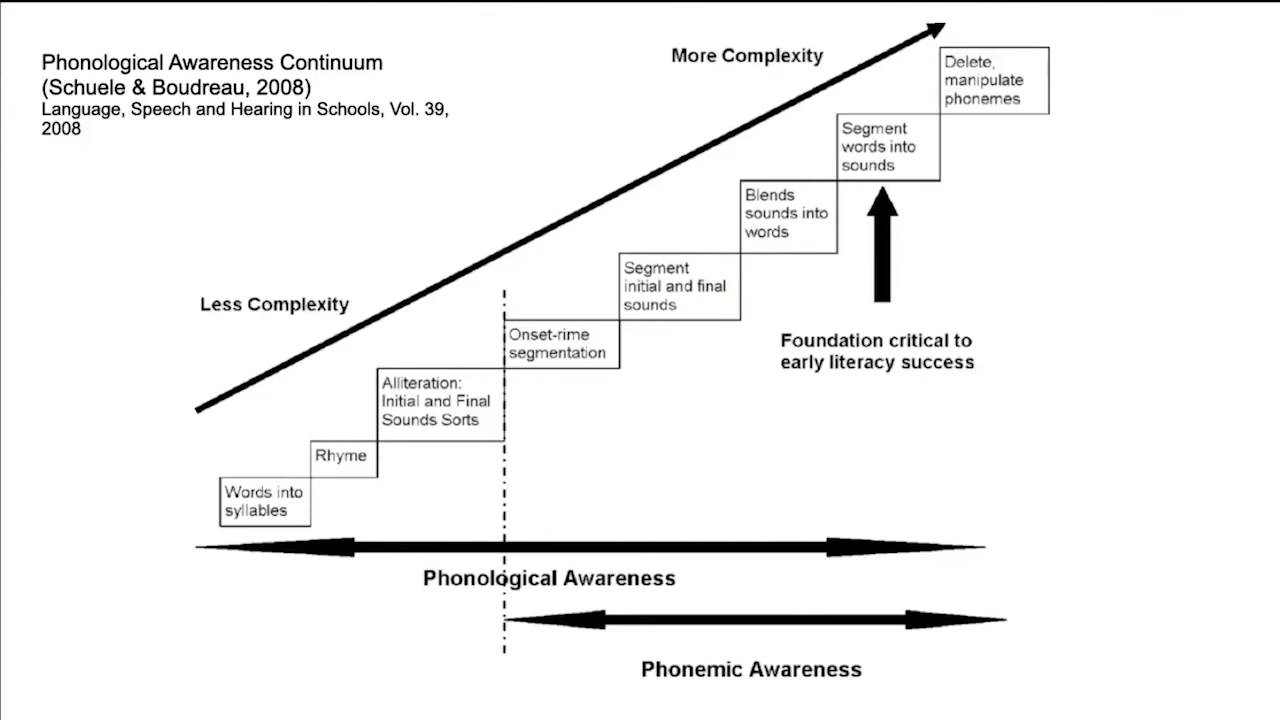 Phonological Awareness Continuum
(Schuele & Boudreau, 2008)
Language, Speech and Hearing in Schools, Vol. 39,
2008
More Complexity
Delete,
manipulate
phonemes
Segment
words into
sounds
Blends
sounds into
words
Segment
initial and final
sounds
Less Complexity
Onset-rime
segmentation
Foundation critical to
early literacy success
Alliteration:
Initial and Final
Sounds Sorts
Rhyme
Words into
syllables
Phonological Awareness
Phonemic Awareness